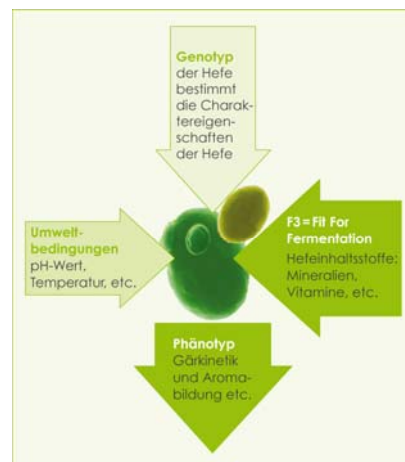 Genotyp
der Hefe
bestimmt
die Charak-
tereigen-
schaften
der Hefe
Umwelt-
bedingungen
pH-Wert,
Temperatur, etc.
F3=Fit For
Fermentation
Hefeinhaltsstoffe:
Mineralien,
Vitamine, etc.
Phänotyp
Gärkinetik
und Aroma-
bildung etc.